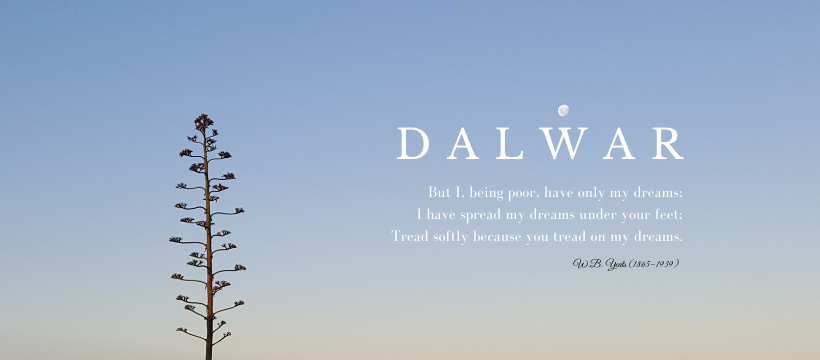 DALWAR
But I, being poor, have only my dreams;
I have spread my dreams under your feet;
Tread softly because you tread on my dreams.
W.B. Yeats (1865-1939)